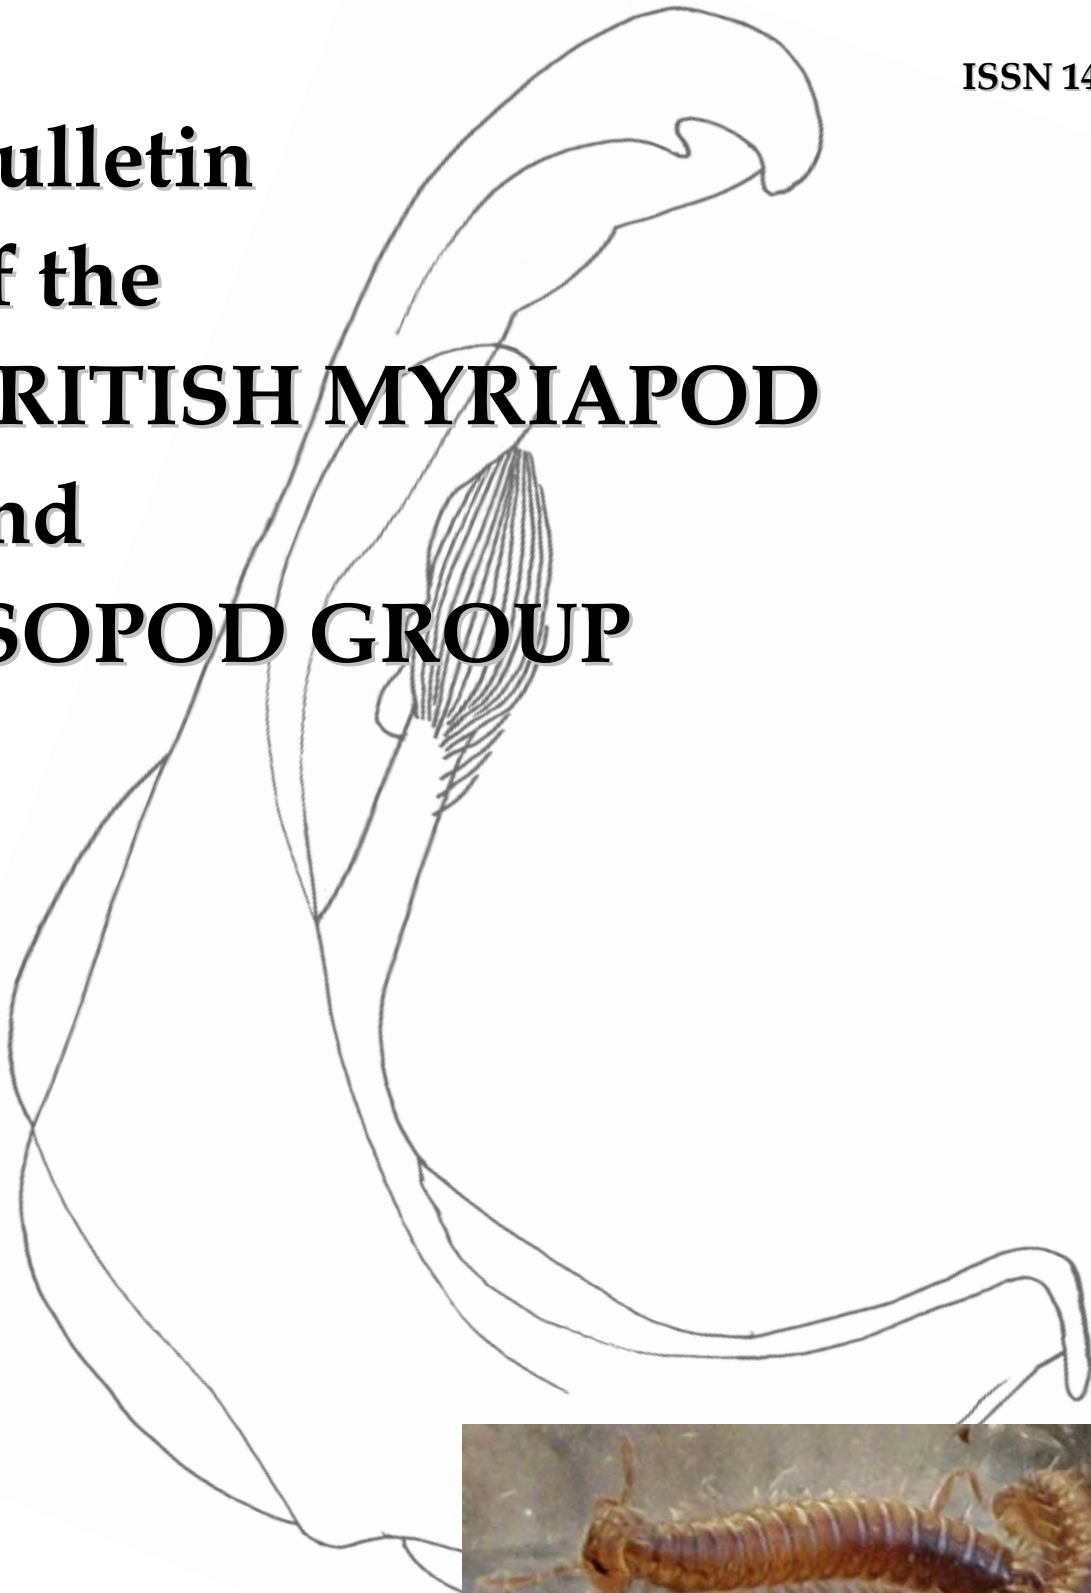 ISSN 14
ulletin
f the
RITISH MYRIAPOD
nd
SOPOD GROUP